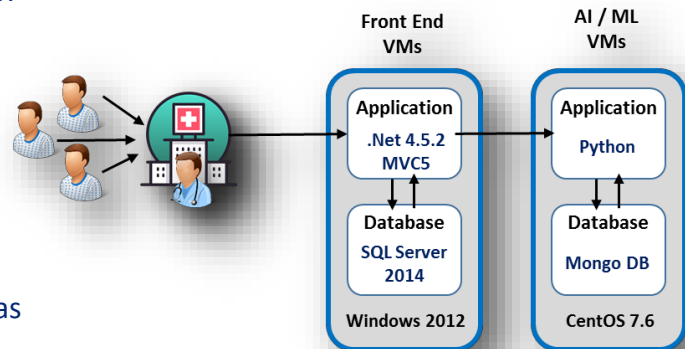 Front End
VMs
AI / ML
VMs
Application
.Net 4.5.2
MVC5
Database
SQL Server
2014
Windows 2012
Application
Python
Database
Mongo DB
CentOS 7.6
as